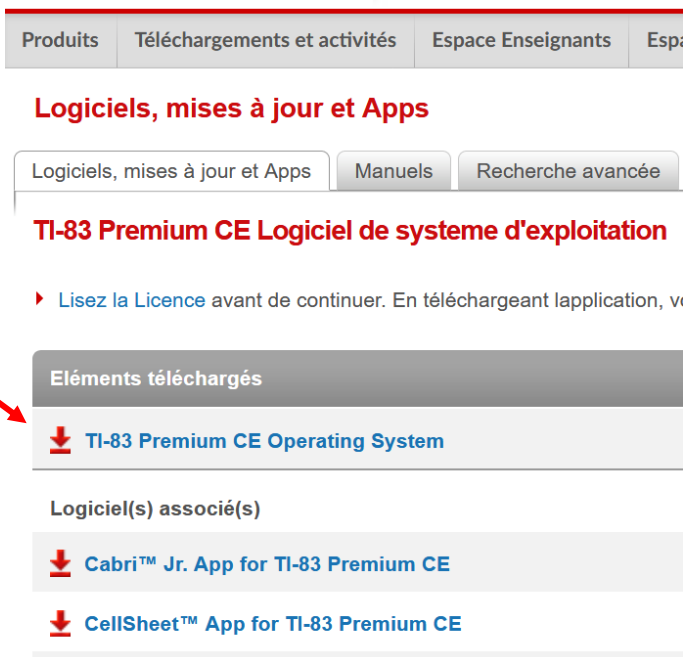 Produits Téléchargements et activités Espace Enseignants
Logiciels, mises à jour et Apps
Logiciels, mises à jour et Apps Manuels Recherche avancée
TI-83 Premium CE Logiciel de systeme d'exploitation
Lisez la Licence avant de continuer. En téléchargeant lapplication,
Eléments téléchargés
TI-83 Premium CE Operating System
Logiciel(s) associé(s)
Cabri™ Jr. App for TI-83 Premium CE
CellSheet™ App for TI-83 Premium CE